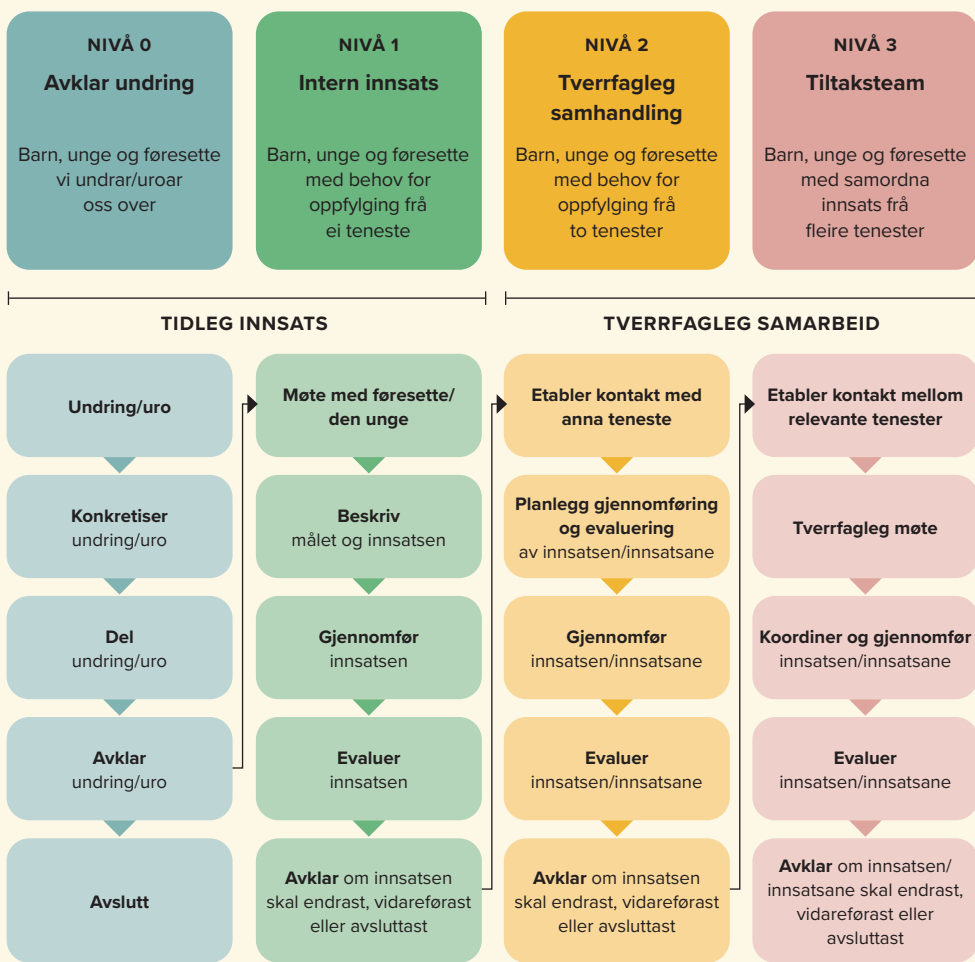 NIVÅ 0
Avklar undring
Barn, unge og føresette
vi undrar/uroar
oss over
NIVÅ 1
Intern innsats
Barn, unge og føresette
med behov for
oppfylging frå
ei teneste
NIVÅ 2
Tverrfagleg
samhandling
Barn, unge og føresette
med behov for
oppfylging frå
to tenester
NIVÅ 3
Tiltaksteam
Barn, unge og føresette
med samordna
innsats frå
fleire tenester
TIDLEG INNSATS
TVERRFAGLEG SAMARBEID
Undring/uro
Konkretiser
undring/uro
Del
undring/uro
Avklar
undring/uro
Avslutt
Møte med føresette/
den unge
Beskriv
målet og innsatsen
Gjennomfør
innsatsen
Evaluer
innsatsen
Avklar om innsatsen
skal endrast, vidareførast
eller avsluttast
Etabler kontakt med
anna teneste
Planlegg gjennomføring
og evaluering
av innsatsen/innsatsane
Gjennomfør
innsatsen/innsatsane
Evaluer
innsatsen/innsatsane
Avklar om innsatsen
skal endrast, vidareførast
eller avsluttast
Etabler kontakt mellom
relevante tenester
Tverrfagleg møte
Koordiner og gjennomfør
innsatsen/innsatsane
Evaluer
innsatsen/innsatsane
Avklar om innsatsen/
innsatsane skal endrast,
vidareførast eller
avsluttast